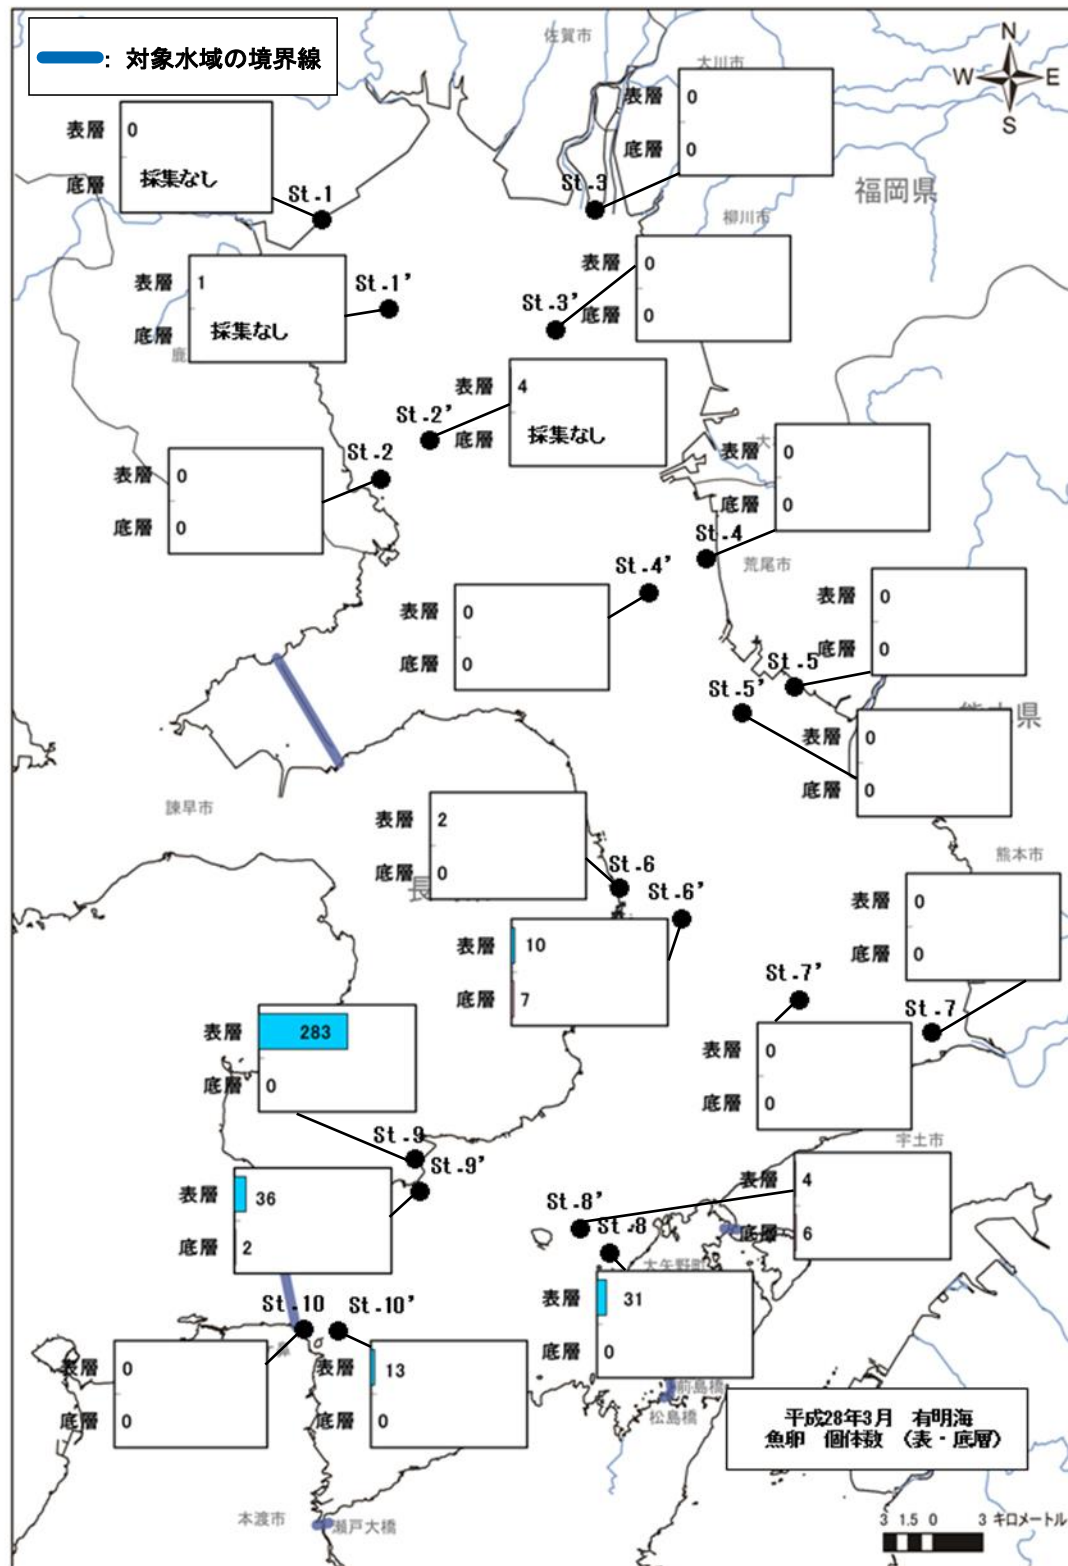 : 対象水域の境界線
佐賀市
大川市
N
W E
S
表層 0
底層 採集なし
St.1
表層 0
底層 0
St.3
福岡県
柳川市
表層 1
底層 採集なし
St.1’
表層 0
底層 0
St.3’
表層 4
底層 採集なし
St.2’
表層 0
底層 0
St.2
表層 0
底層 0
St.4
荒尾市
表層 0
底層 0
St.4’
表層 0
底層 0
St.5
表層 0
底層 0
St.5’
諫早市
表層 2
底層 0
St.6
熊本市
表層 10
底層 7
St.6’
表層 0
底層 0
St.7
表層 0
底層 0
St.7’
表層 283
底層 0
St.9
宇土市
表層 36
底層 2
St.9’
表層 4
底層 6
St.8’
大矢野町
表層 31
底層 0
St.8
表層 0
底層 0
St.10
表層 13
底層 0
St.10’
前島橋
松島橋
平成28年3月 有明海
魚卵 個体数 (表・底層)
本渡市
瀬戸大橋
3 1.5 0 3 キロメートル